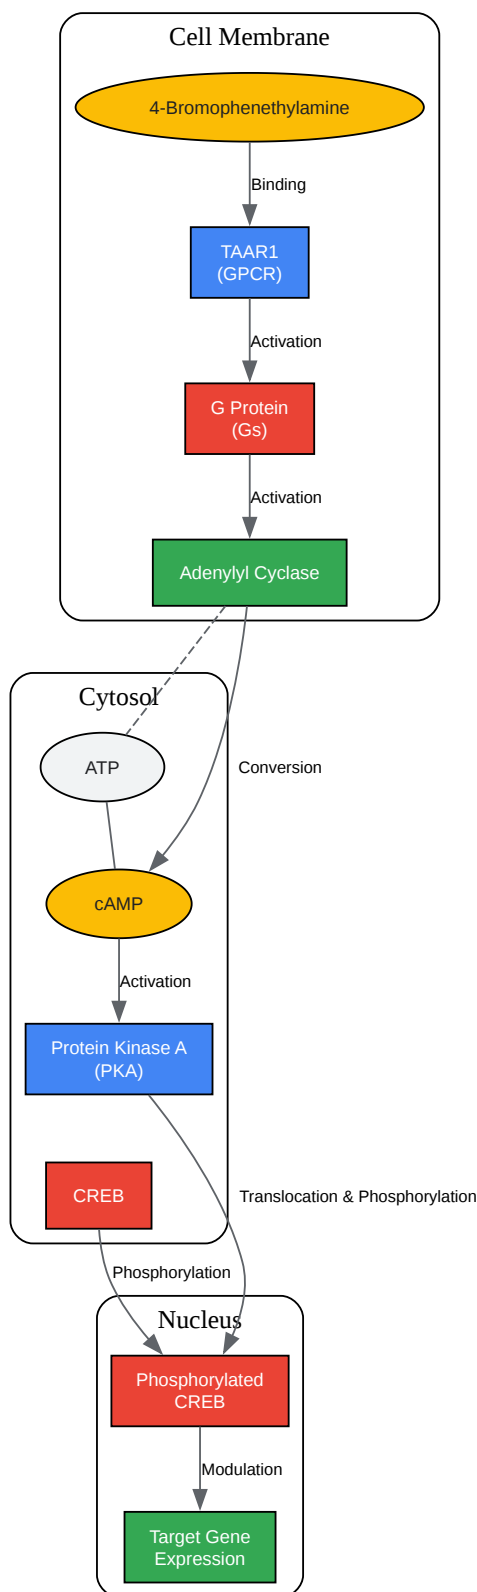 Cell Membrane
4-Bromophenethylamine
Binding
TAAR1
(GPCR)
Activation
G Protein
(Gs)
Activation
Adenylyl Cyclase
Cytosol
ATP
Conversion
cAMP
Activation
Protein Kinase A
(PKA)
CREB
Translocation & Phosphorylation
Phosphorylation
Nucleus
Phosphorylated
CREB
Modulation
Target Gene
Expression